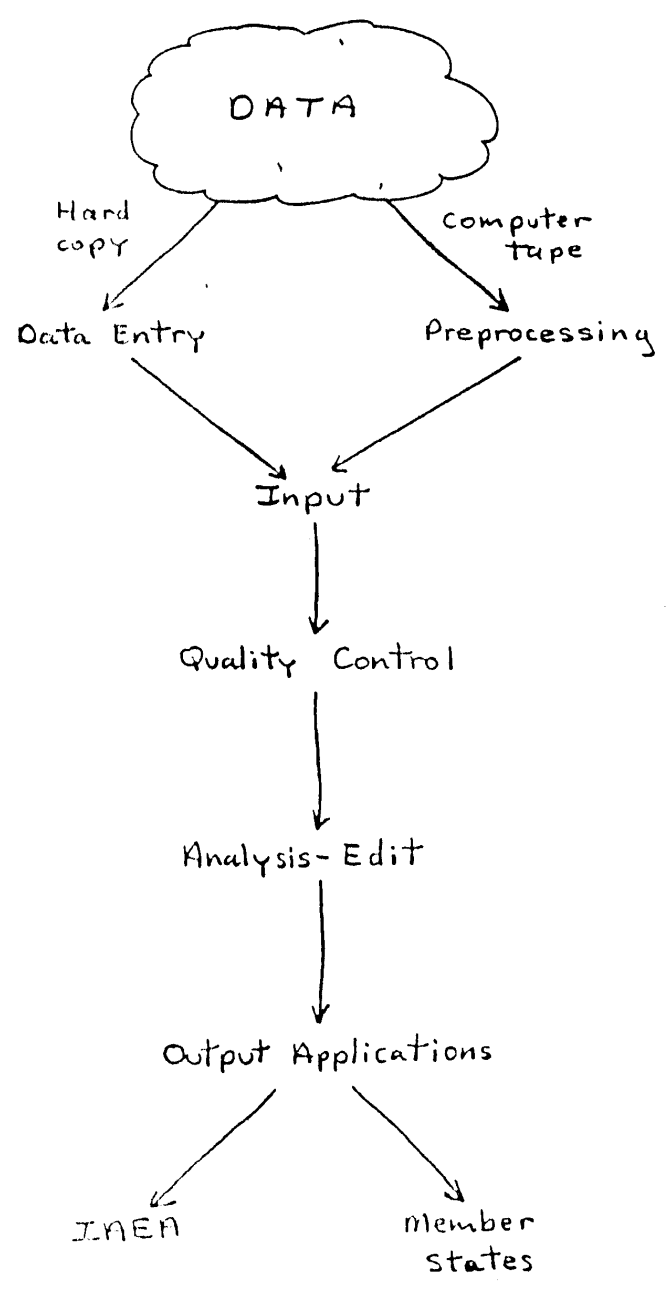 DATA
Hard
copy
Computer
tape
Data Entry
Preprocessing
Input
Quality Control
Analysis-Edit
Output Applications
IAEA
Member
States